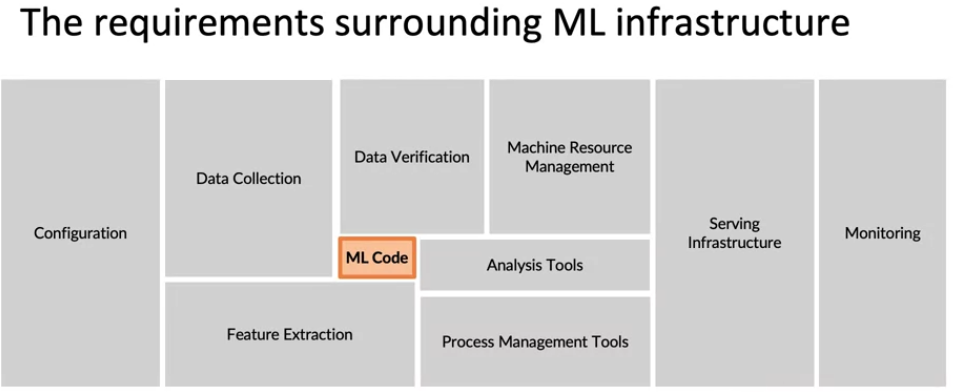 The requirements surrounding ML infrastructure
Configuration
Data Collection
Data Verification
Machine Resource
Management
ML Code
Analysis Tools
Feature Extraction
Process Management Tools
Serving
Infrastructure
Monitoring